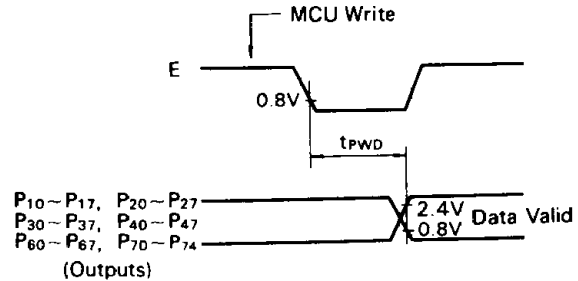 MCU Write
E
0.8V
tPWD
P10~P17, P20~P27
P30~P37, P40~P47
P60~P67, P70~P74
(Outputs)
2.4V
0.8V
Data Valid